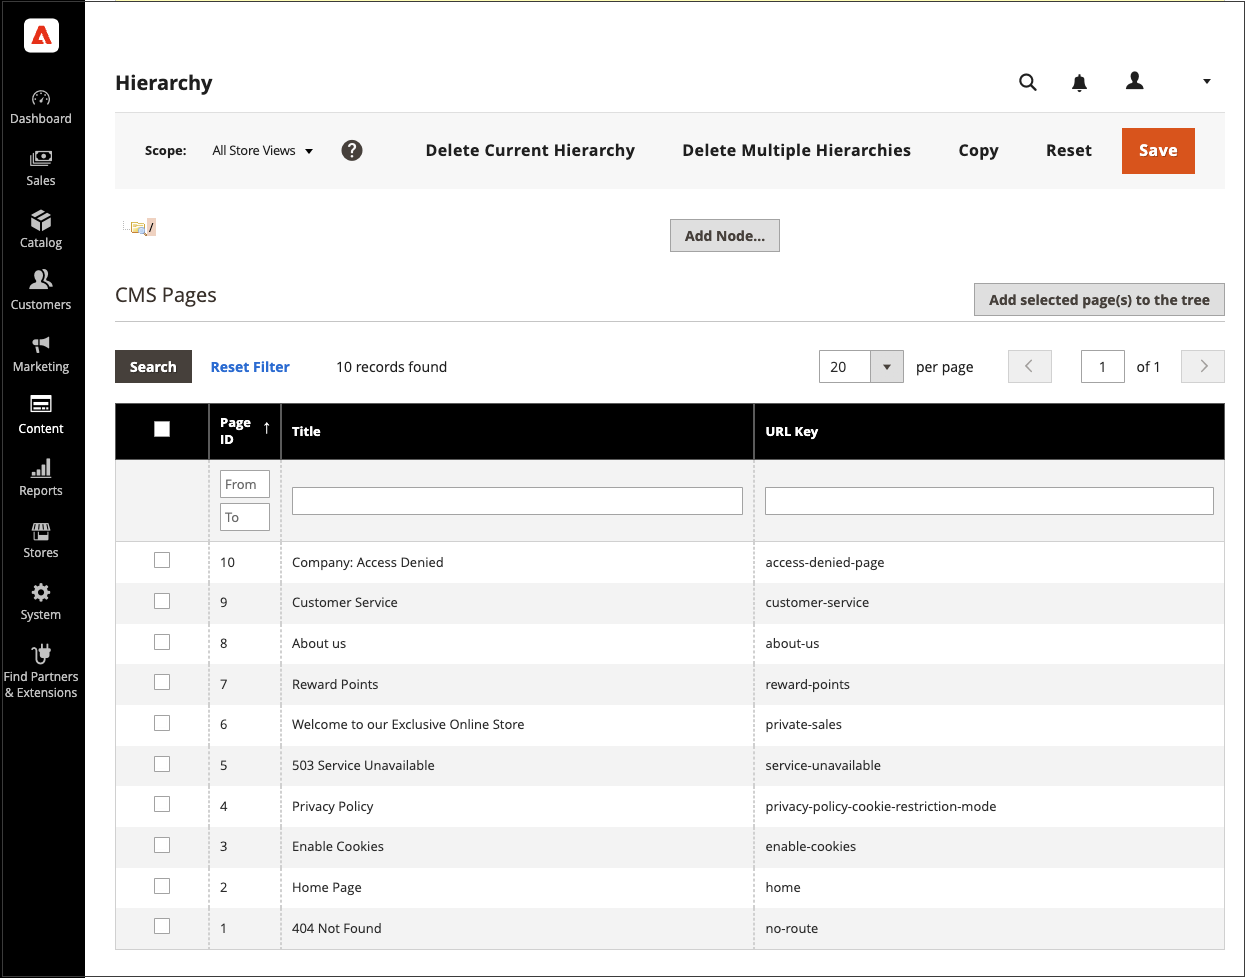 Dashboard
Sales
Catalog
Customers
Marketing
Content
Reports
Stores
System
Find Partners
& Extensions
Hierarchy
Scope: All Store Views ? Delete Current Hierarchy Delete Multiple Hierarchies Copy Reset Save
/ Add Node...
CMS Pages Add selected page(s) to the tree
Search Reset Filter 10 records found 20 per page 1 of 1
Page ID ↑ Title URL Key
From
To
10 Company: Access Denied access-denied-page
9 Customer Service customer-service
8 About us about-us
7 Reward Points reward-points
6 Welcome to our Exclusive Online Store private-sales
5 503 Service Unavailable service-unavailable
4 Privacy Policy privacy-policy-cookie-restriction-mode
3 Enable Cookies enable-cookies
2 Home Page home
1 404 Not Found no-route